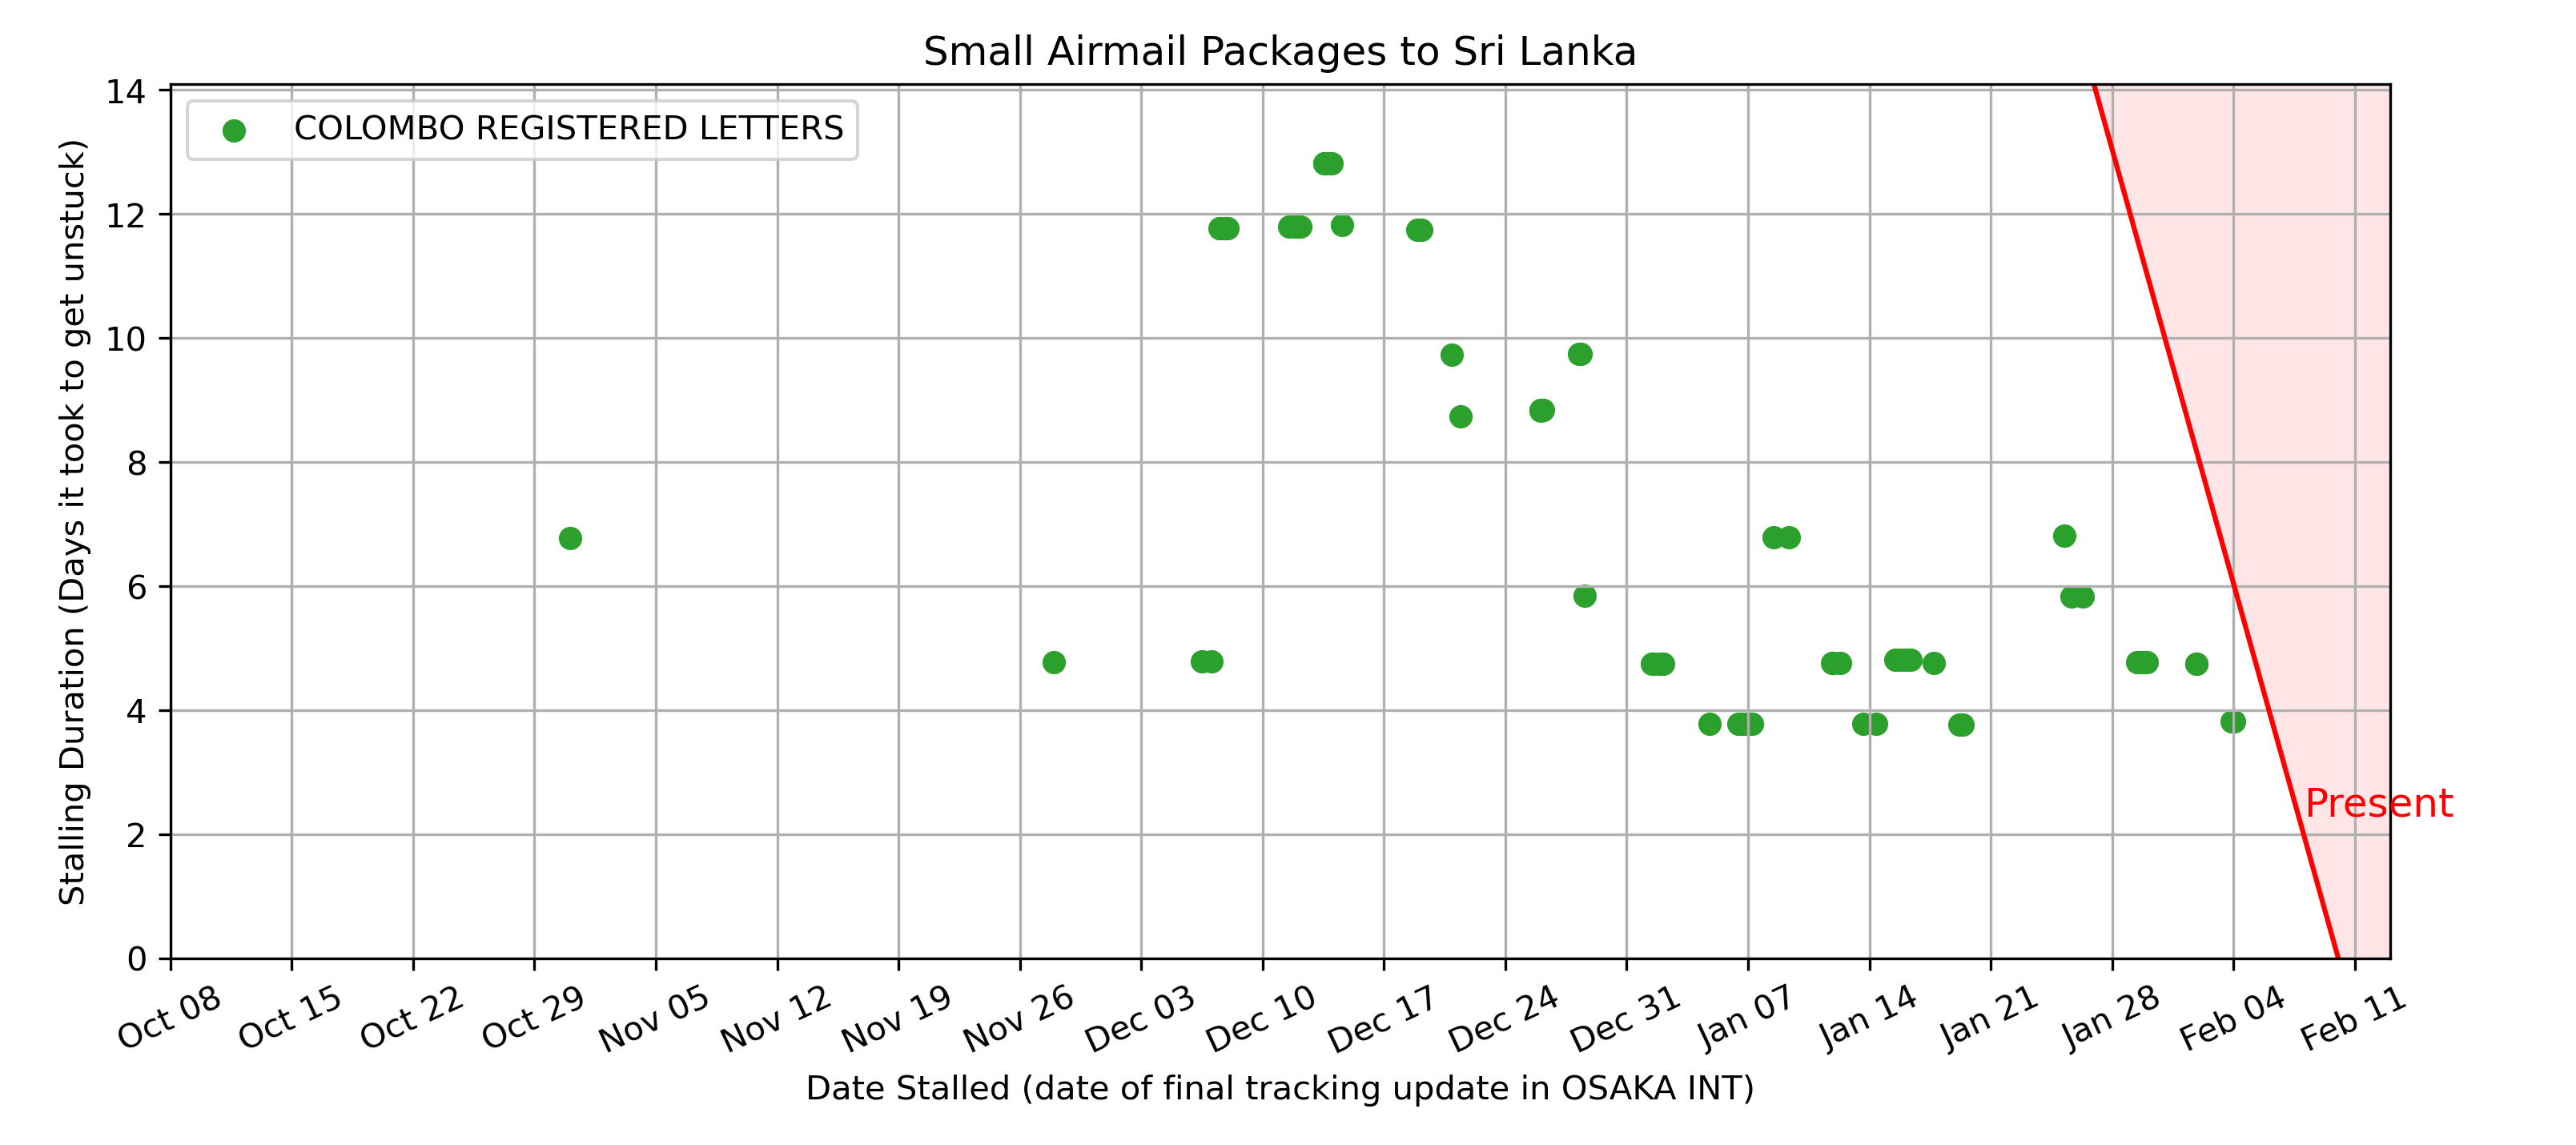 Small Airmail Packages to Sri Lanka
COLOMBO REGISTERED LETTERS
Stalling Duration (Days it took to get unstuck)
14
12
10
8
6
4
2
0
Present
Oct 08
Oct 15
Oct 22
Oct 29
Nov 05
Nov 12
Nov 19
Nov 26
Dec 03
Dec 10
Dec 17
Dec 24
Dec 31
Jan 07
Jan 14
Jan 21
Jan 28
Feb 04
Feb 11
Date Stalled (date of final tracking update in OSAKA INT)